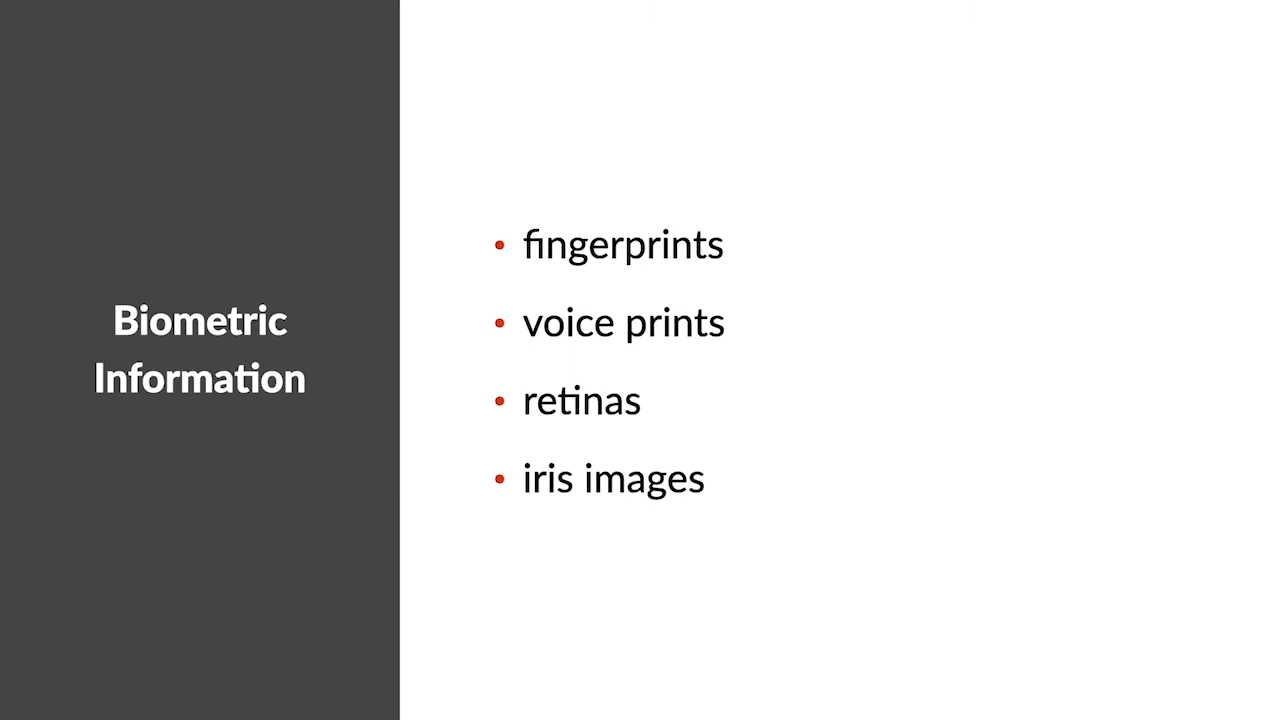 Biometric
Information
• fingerprints
• voice prints
• retinas
• iris images